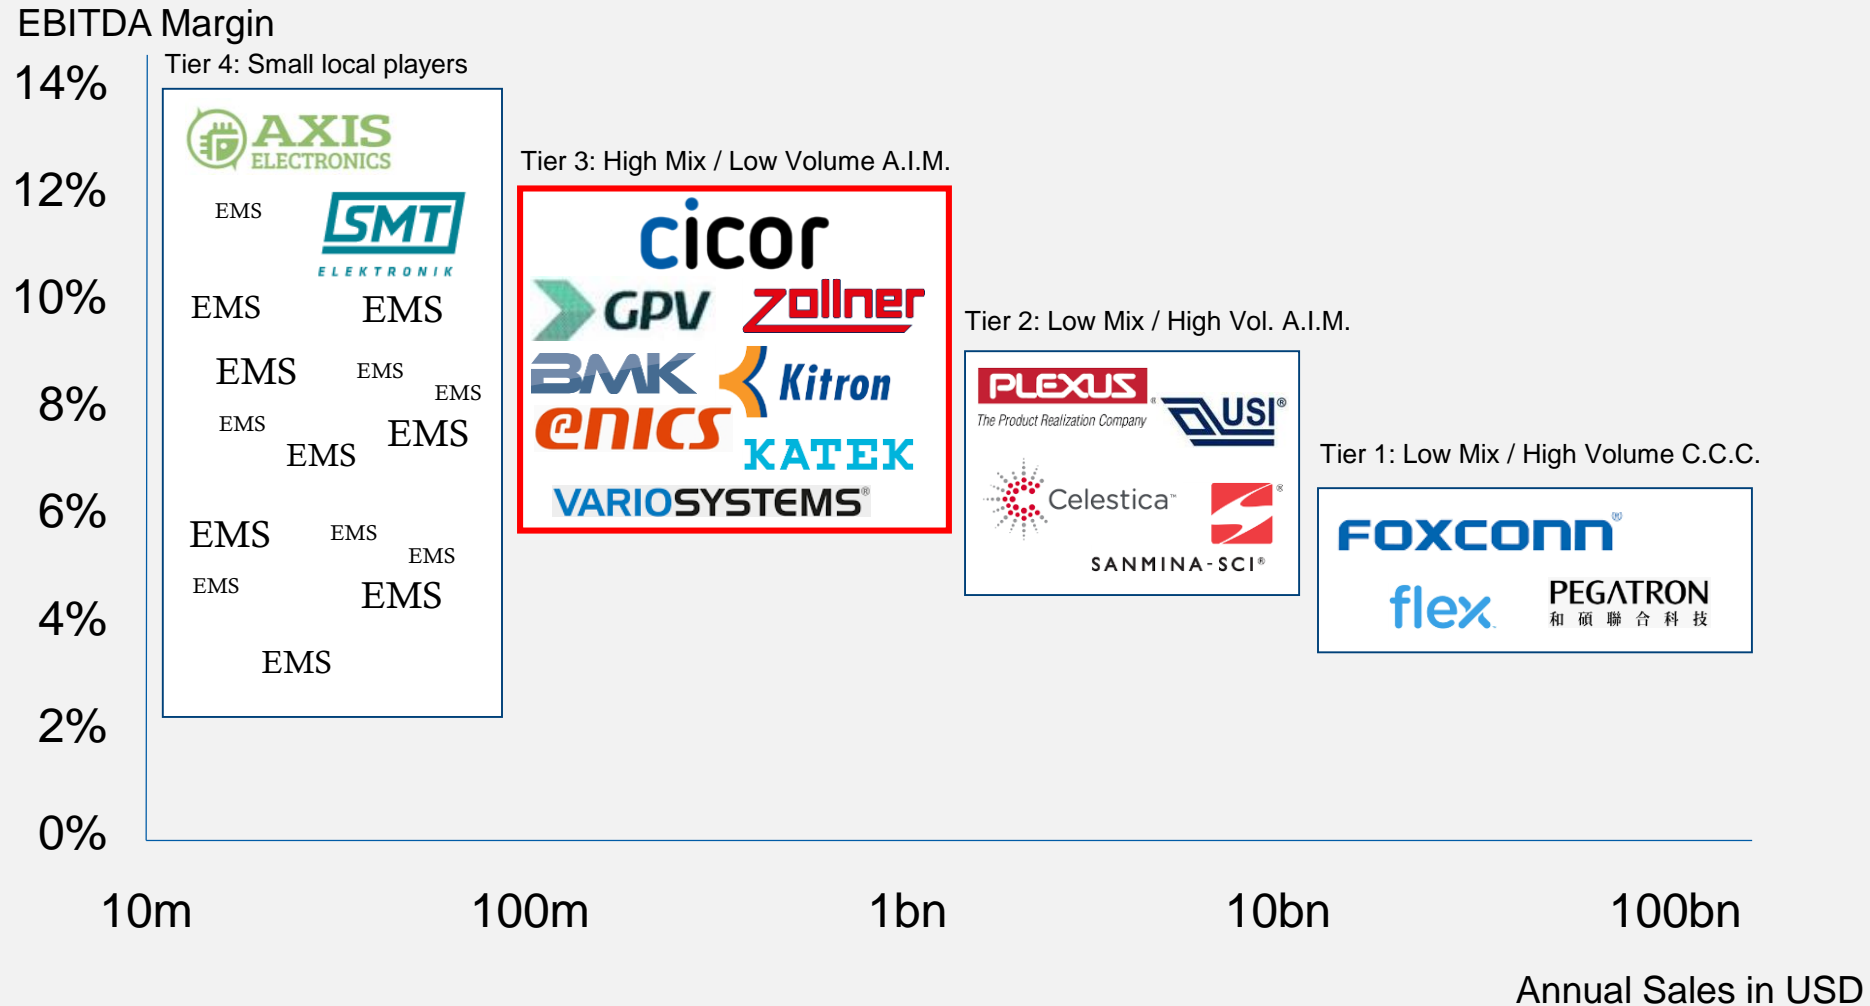 EBITDA Margin
14%
12%
10%
8%
6%
4%
2%
0%
Tier 4: Small local players
AXIS
ELECTRONICS
EMS
SMT
ELEKTRONIK
EMS EMS
EMS EMS
EMS
EMS EMS
EMS
EMS EMS
EMS
EMS EMS
EMS
Tier 3: High Mix / Low Volume A.I.M.
cicor
GPV zollner
BMK Kitron
enics
KATEK
VARIOSYSTEMS®
Tier 2: Low Mix / High Vol. A.I.M.
PLEXUS®
The Product Realization Company
USI®
Celestica™
®
SANMINA-SCI®
Tier 1: Low Mix / High Volume C.C.C.
FOXCONN®
flex™
PEGATRON
和碩聯合科技
10m 100m 1bn 10bn 100bn
Annual Sales in USD